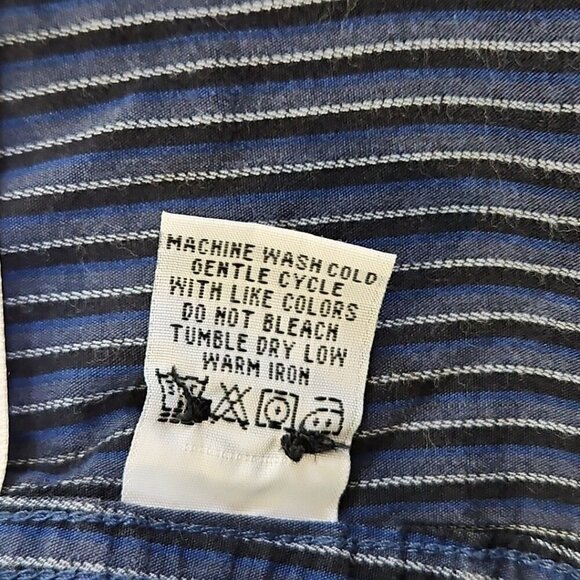 MACHINE WASH COLD
GENTLE CYCLE
WITH LIKE COLORS
DO NOT BLEACH
TUMBLE DRY LOW
WARM IRON